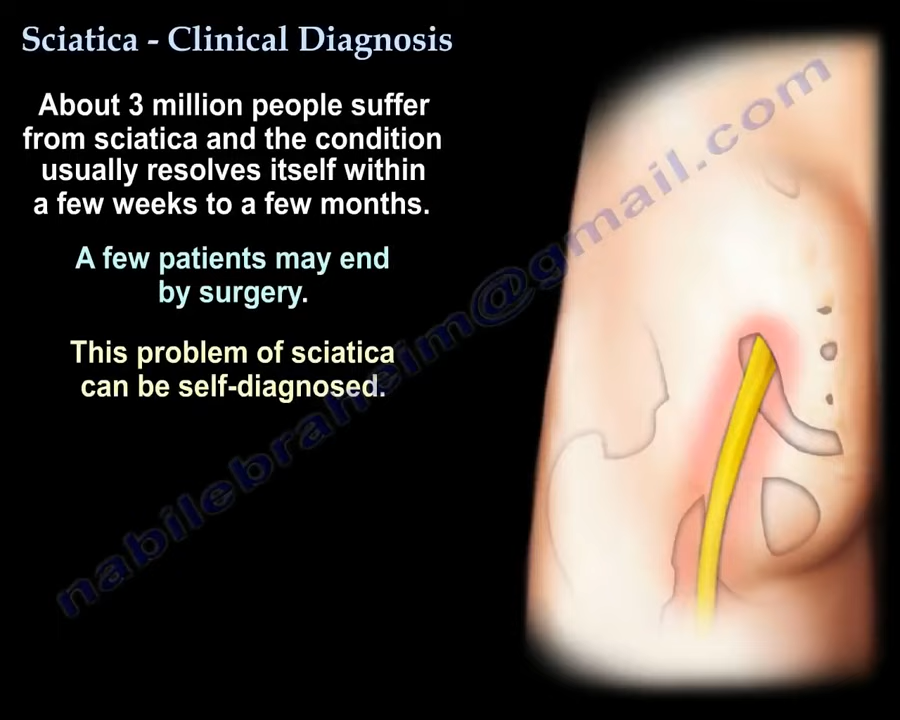 Sciatica - Clinical Diagnosis
About 3 million people suffer
from sciatica and the condition
usually resolves itself within
a few weeks to a few months.
A few patients may end
by surgery.
This problem of sciatica
can be self-diagnosed.
nabilebraheim@gmail.com